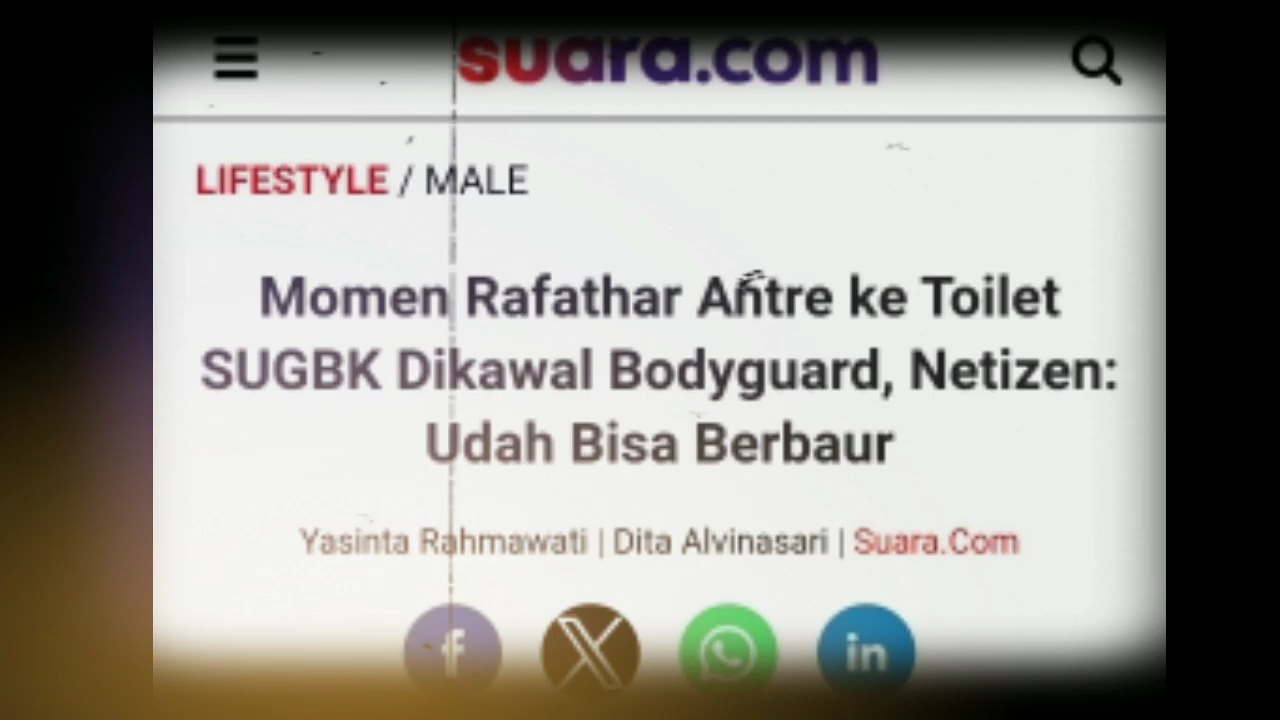 suara.com
LIFESTYLE / MALE
Momen Rafathar Antre ke Toilet
SUGBK Dikawal Bodyguard, Netizen:
Udah Bisa Berbaur
Yasinta Rahmawati | Dita Alvinasari | Suara.Com